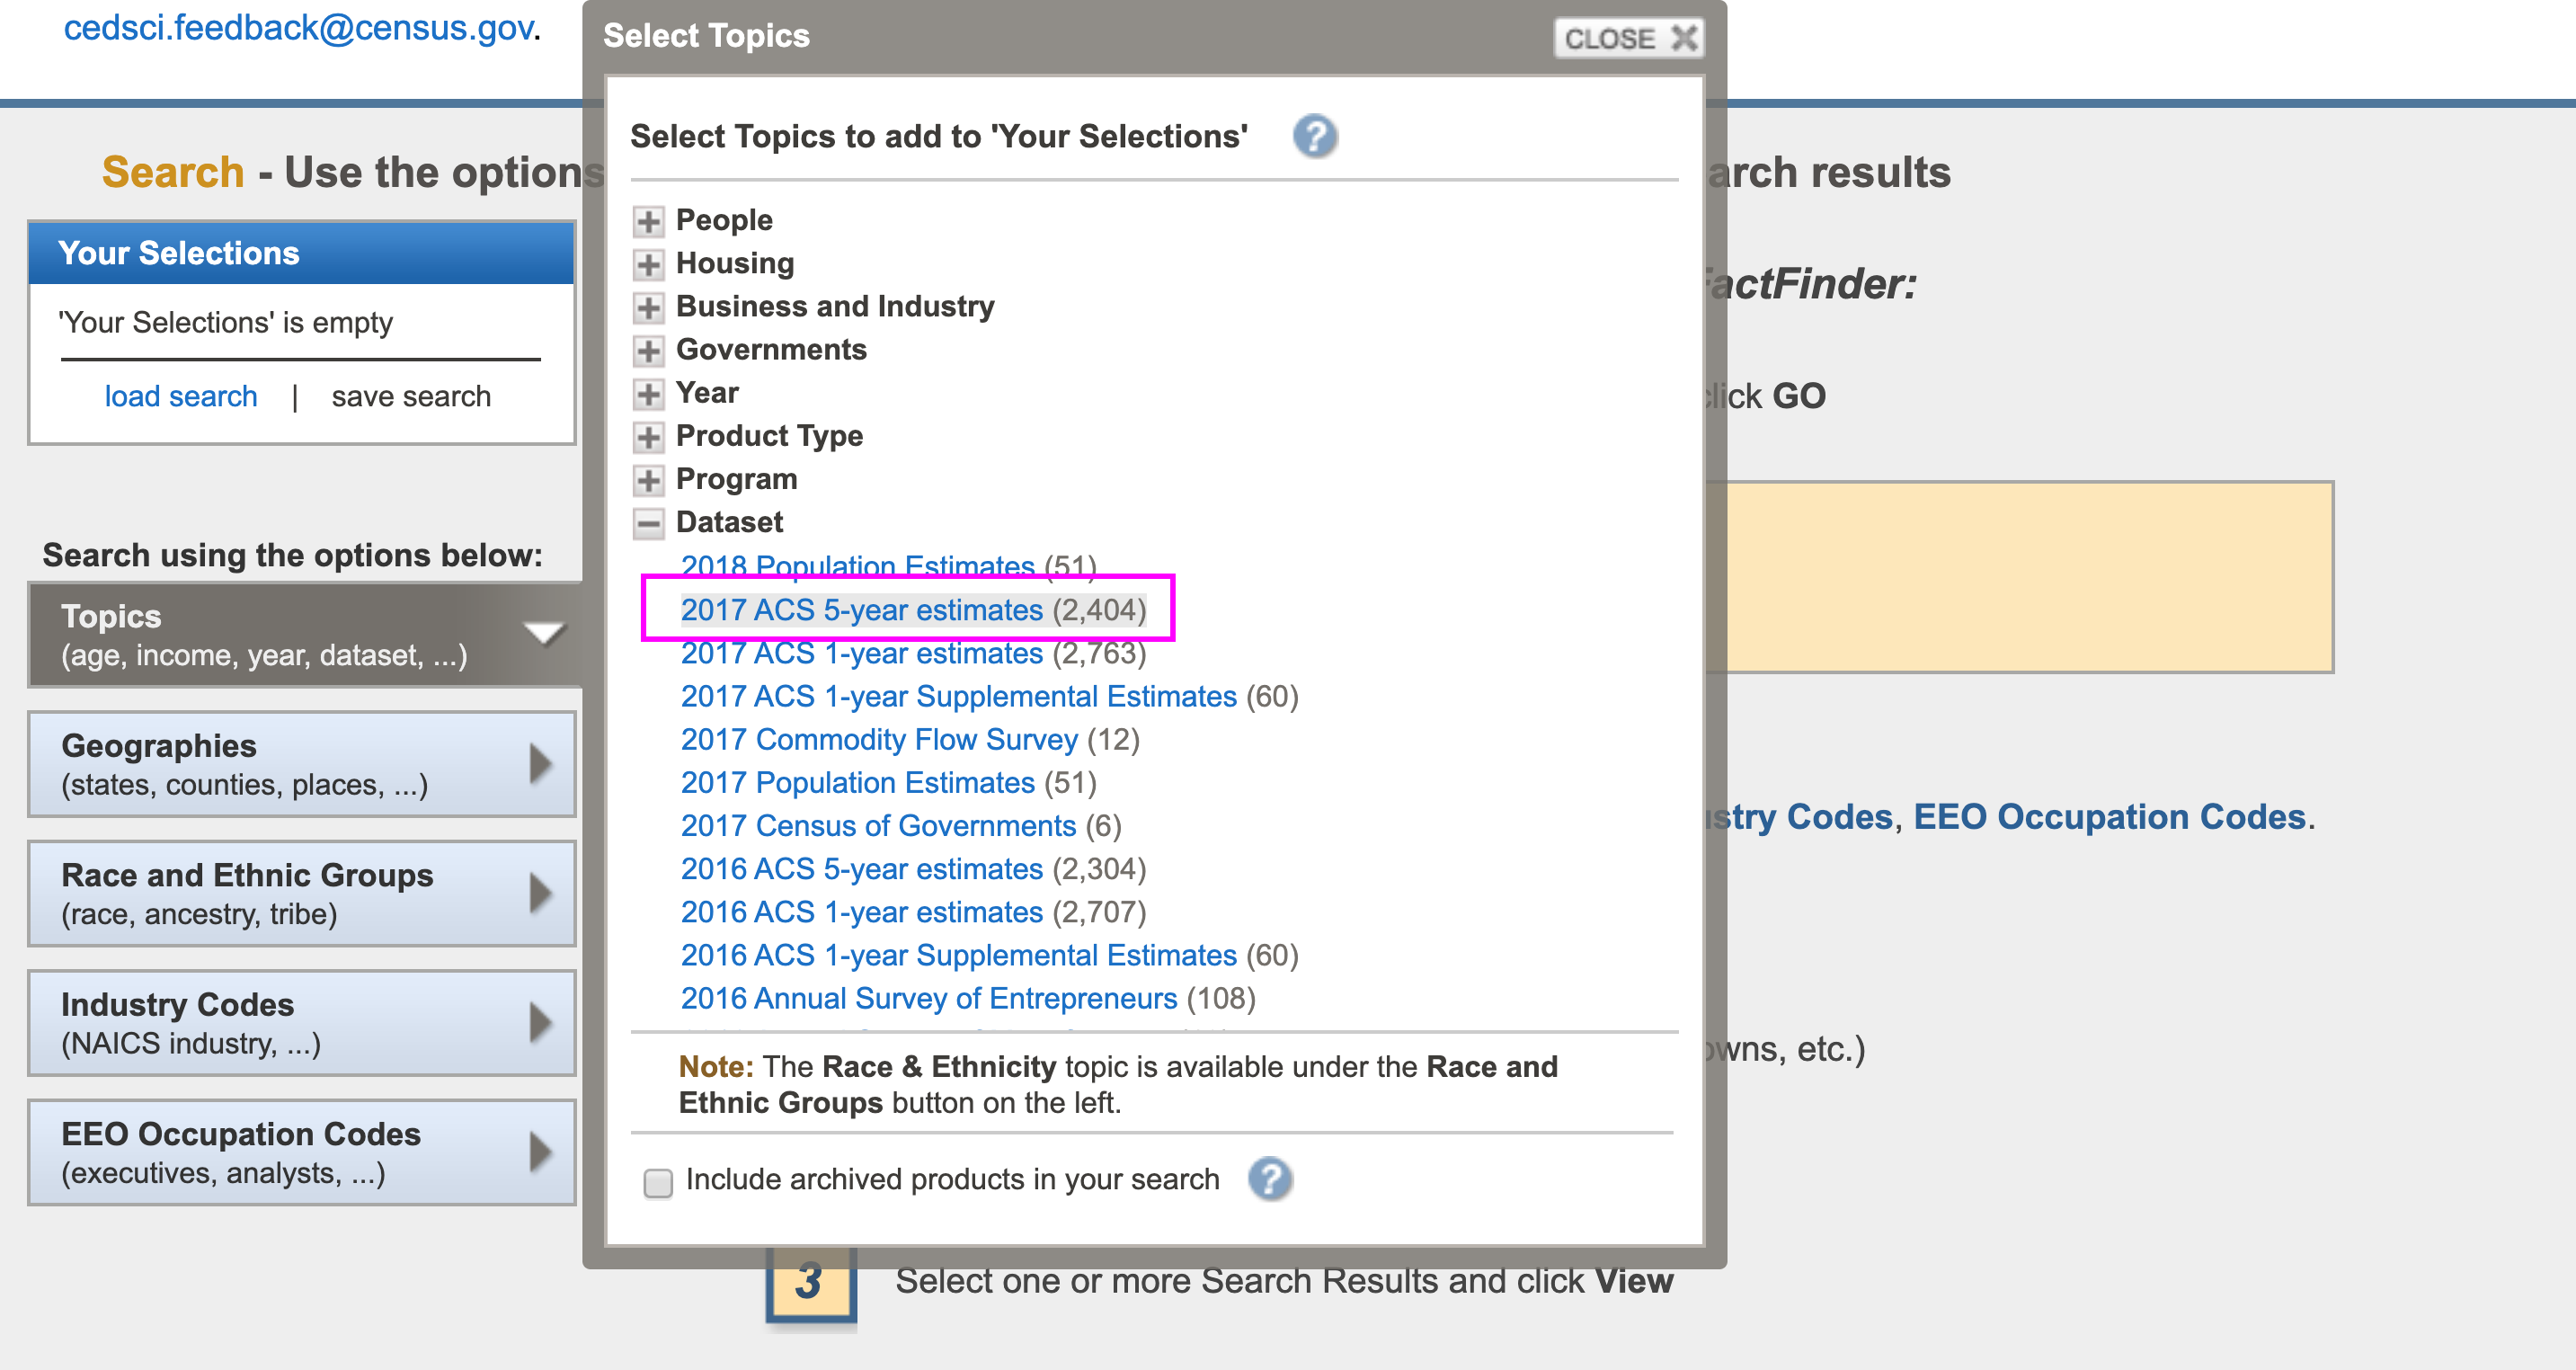 cedsci.feedback@census.gov.
Select Topics
CLOSE
Select Topics to add to 'Your Selections' ?
Search - Use the options
arch results
Your Selections
'Your Selections' is empty
load search | save search
Search using the options below:
Topics
(age, income, year, dataset, ...)
Geographies
(states, counties, places, ...)
Race and Ethnic Groups
(race, ancestry, tribe)
Industry Codes
(NAICS industry, ...)
EEO Occupation Codes
(executives, analysts, ...)
People
Housing
Business and Industry
Governments
Year
Product Type
Program
Dataset
2018 Population Estimates (51)
2017 ACS 5-year estimates (2,404)
2017 ACS 1-year estimates (2,763)
2017 ACS 1-year Supplemental Estimates (60)
2017 Commodity Flow Survey (12)
2017 Population Estimates (51)
2017 Census of Governments (6)
2016 ACS 5-year estimates (2,304)
2016 ACS 1-year estimates (2,707)
2016 ACS 1-year Supplemental Estimates (60)
2016 Annual Survey of Entrepreneurs (108)
Note: The Race & Ethnicity topic is available under the Race and
Ethnic Groups button on the left.
Include archived products in your search ?
actFinder:
click GO
stry Codes, EEO Occupation Codes.
owns, etc.)
3 Select one or more Search Results and click View